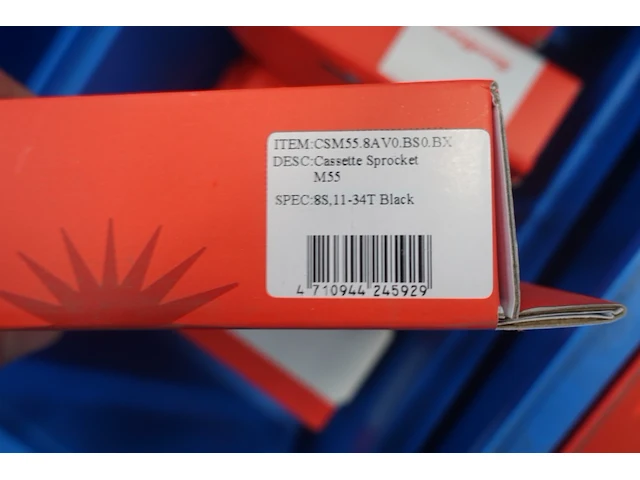 ITEM:CSM55.8AV0.BS0.BX
DESC:Cassette Sprocket
M55
SPEC:8S,11-34T Black
4 710944 245929